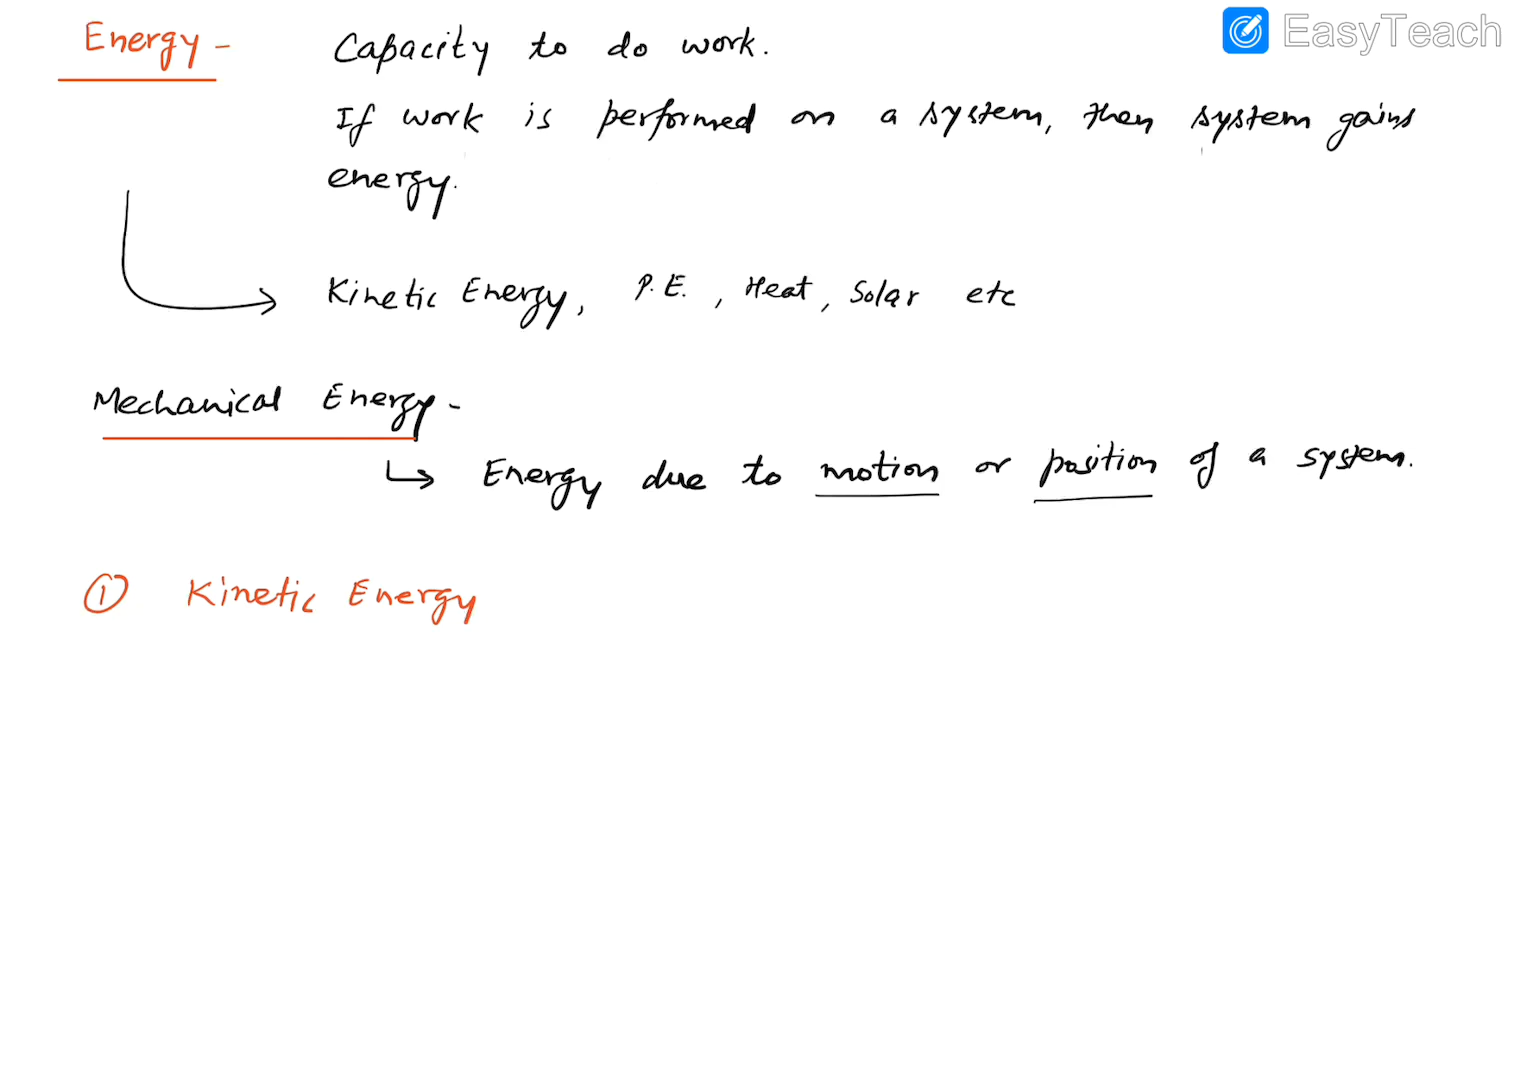 Energy -   Capacity to do work.
EasyTeach
If work is performed on a system, then system gains
energy.
Kinetic Energy, P.E., Heat, Solar etc
Mechanical Energy -
↳ Energy due to motion or position of a system.
① Kinetic Energy